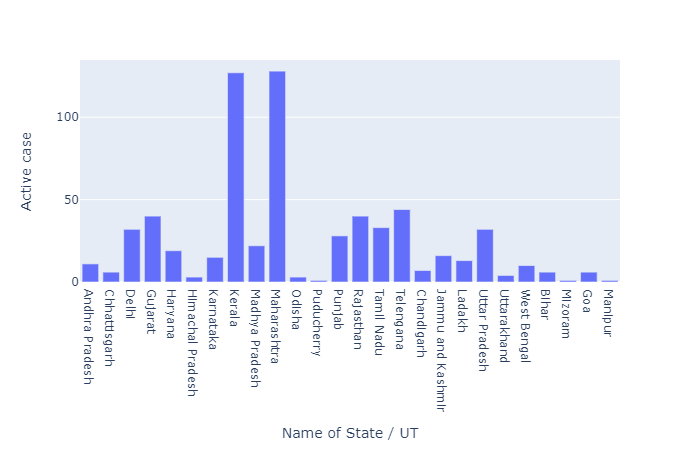 Active case
100
50
0
Andhra Pradesh
Chhattisgarh
Delhi
Gujarat
Haryana
Himachal Pradesh
Karnataka
Kerala
Madhya Pradesh
Maharashtra
Odisha
Puducherry
Punjab
Rajasthan
Tamil Nadu
Telengana
Chandigarh
Jammu and Kashmir
Ladakh
Uttar Pradesh
Uttarakhand
West Bengal
Bihar
Mizoram
Goa
Manipur
Name of State / UT